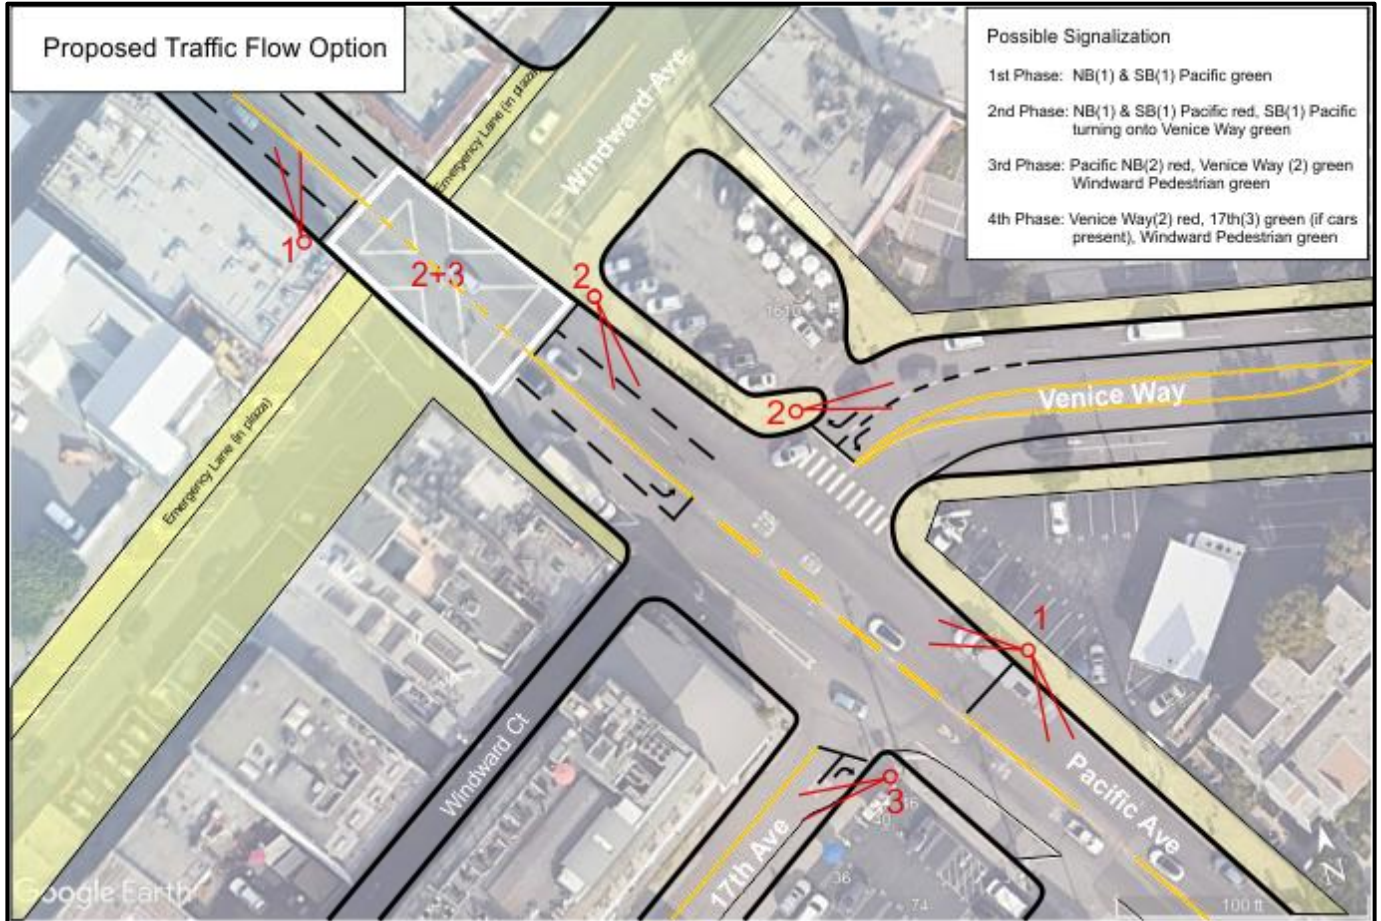 Proposed Traffic Flow Option
Possible Signalization
1st Phase: NB(1) & SB(1) Pacific green
2nd Phase: NB(1) & SB(1) Pacific red, SB(1) Pacific
turning onto Venice Way green
3rd Phase: Pacific NB(2) red, Venice Way (2) green
Windward Pedestrian green
4th Phase: Venice Way(2) red, 17th(3) green (if cars
present), Windward Pedestrian green
Emergency Lane (in plaza)
Windward Ave
1
2+3
2
2
Venice Way
Emergency Lane (in plaza)
1
Windward Ct
Pacific Ave
3
17th Ave
36
74
N
Google Earth
100 ft